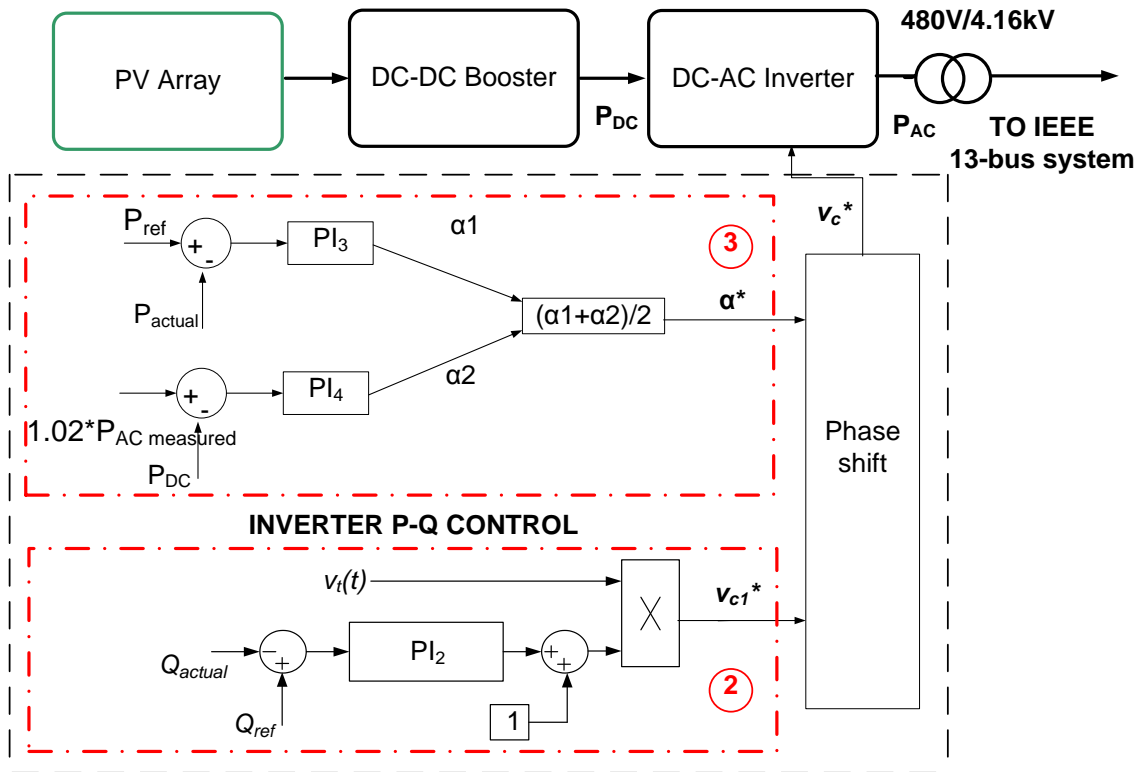 480V/4.16kV
PV Array
DC-DC Booster
DC-AC Inverter
P_DC
P_AC
TO IEEE
13-bus system
P_ref
+
-
PI_3
α1
3
v_c*
P_actual
(α1+α2)/2
α*
+
-
PI_4
α2
1.02*P_AC measured
P_DC
Phase
shift
INVERTER P-Q CONTROL
v_t(t)
X
v_c1*
Q_actual
−
+
PI_2
+
+
2
Q_ref
1